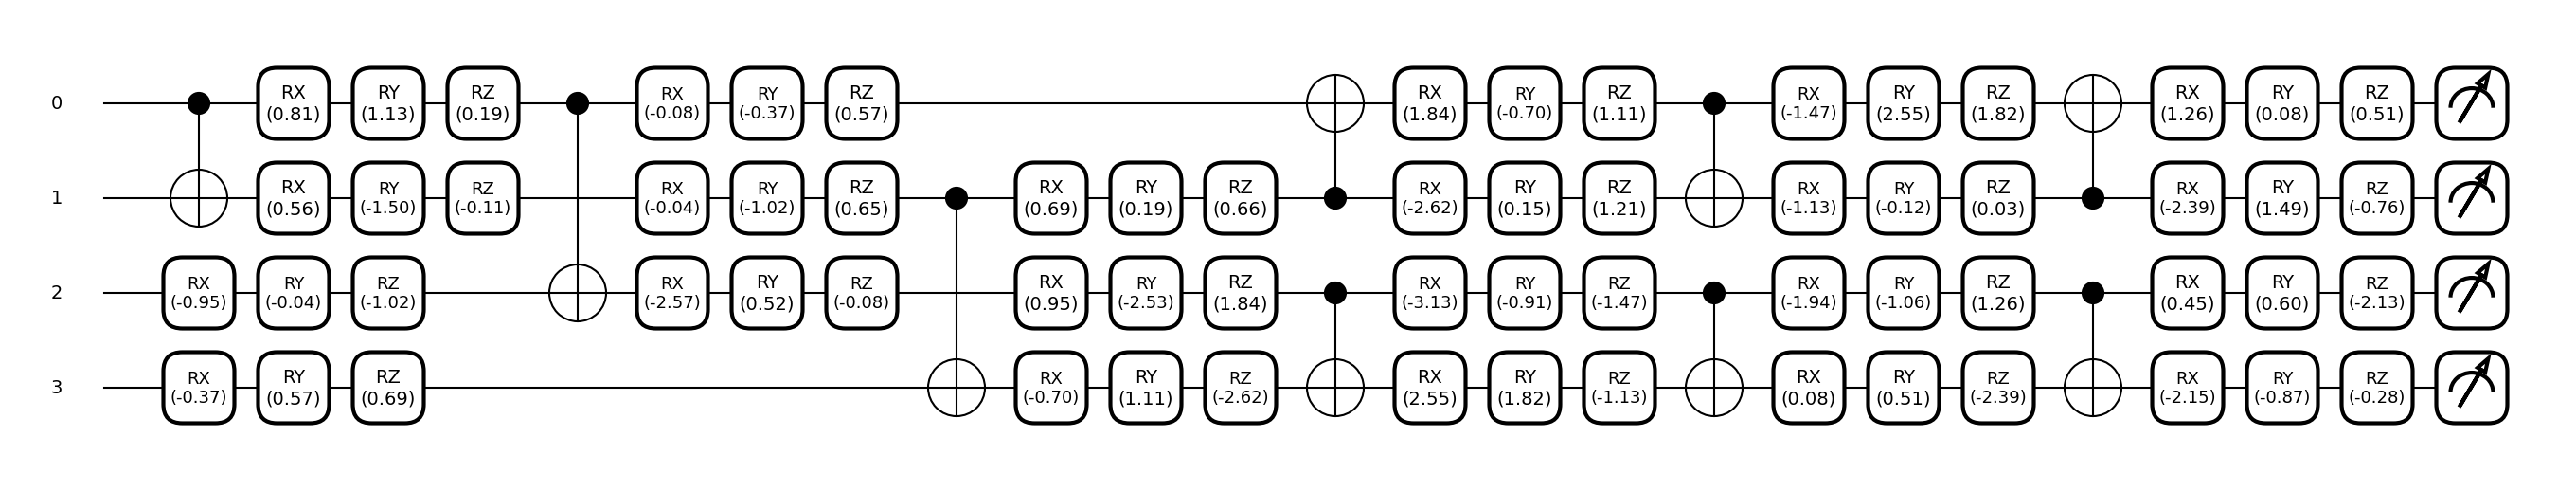 0 RX (0.81) RY (1.13) RZ (0.19) RX (-0.08) RY (-0.37) RZ (0.57) RX (1.84) RY (-0.70) RZ (1.11) RX (-1.47) RY (2.55) RZ (1.82) RX (1.26) RY (0.08) RZ (0.51)
1 RX (0.56) RY (-1.50) RZ (-0.11) RX (-0.04) RY (-1.02) RZ (0.65) RX (0.69) RY (0.19) RZ (0.66) RX (-2.62) RY (0.15) RZ (1.21) RX (-1.13) RY (-0.12) RZ (0.03) RX (-2.39) RY (1.49) RZ (-0.76)
2 RX (-0.95) RY (-0.04) RZ (-1.02) RX (-2.57) RY (0.52) RZ (-0.08) RX (0.95) RY (-2.53) RZ (1.84) RX (-3.13) RY (-0.91) RZ (-1.47) RX (-1.94) RY (-1.06) RZ (1.26) RX (0.45) RY (0.60) RZ (-2.13)
3 RX (-0.37) RY (0.57) RZ (0.69) RX (-0.70) RY (1.11) RZ (-2.62) RX (2.55) RY (1.82) RZ (-1.13) RX (0.08) RY (0.51) RZ (-2.39) RX (-2.15) RY (-0.87) RZ (-0.28)